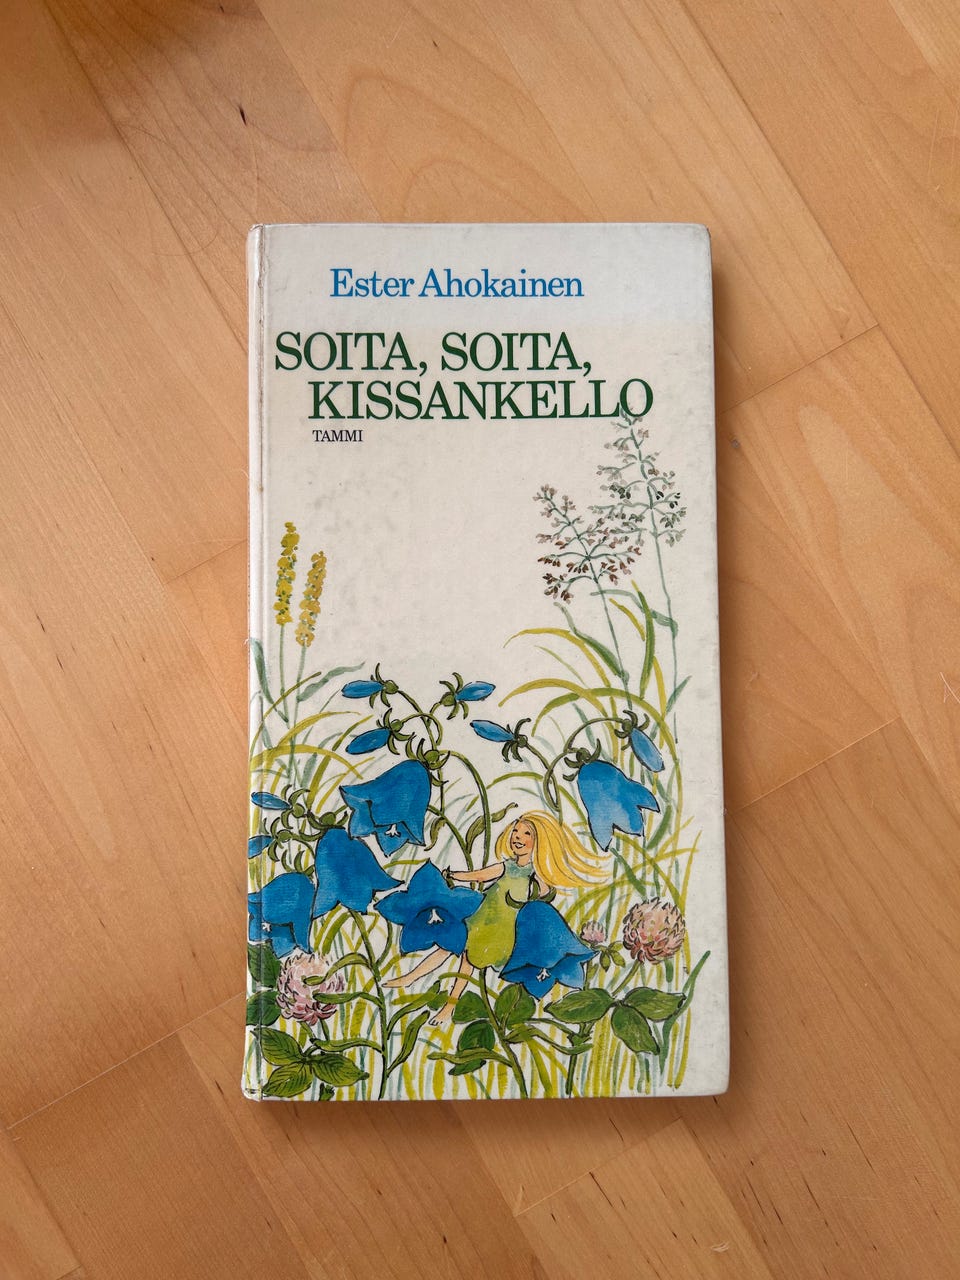 Ester Ahokainen
SOITA, SOITA,
KISSANKELLO
TAMMI